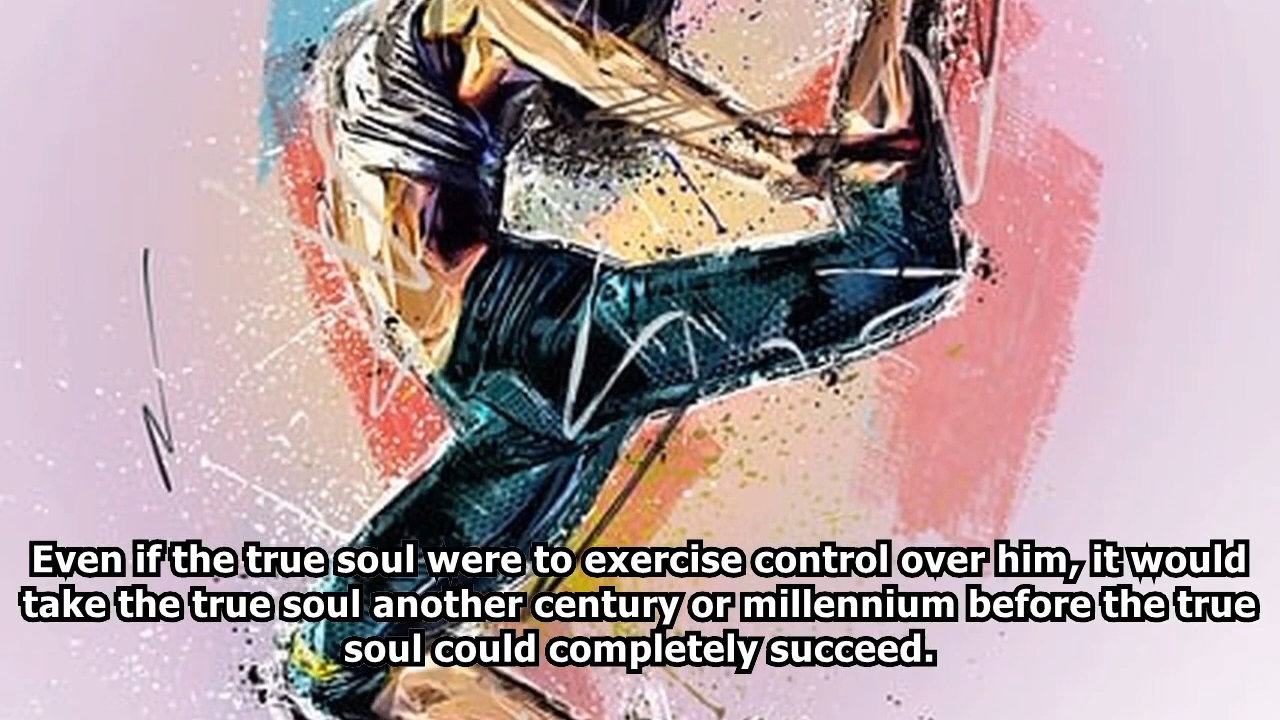 Even if the true soul were to exercise control over him, it would
take the true soul another century or millennium before the true
soul could completely succeed.